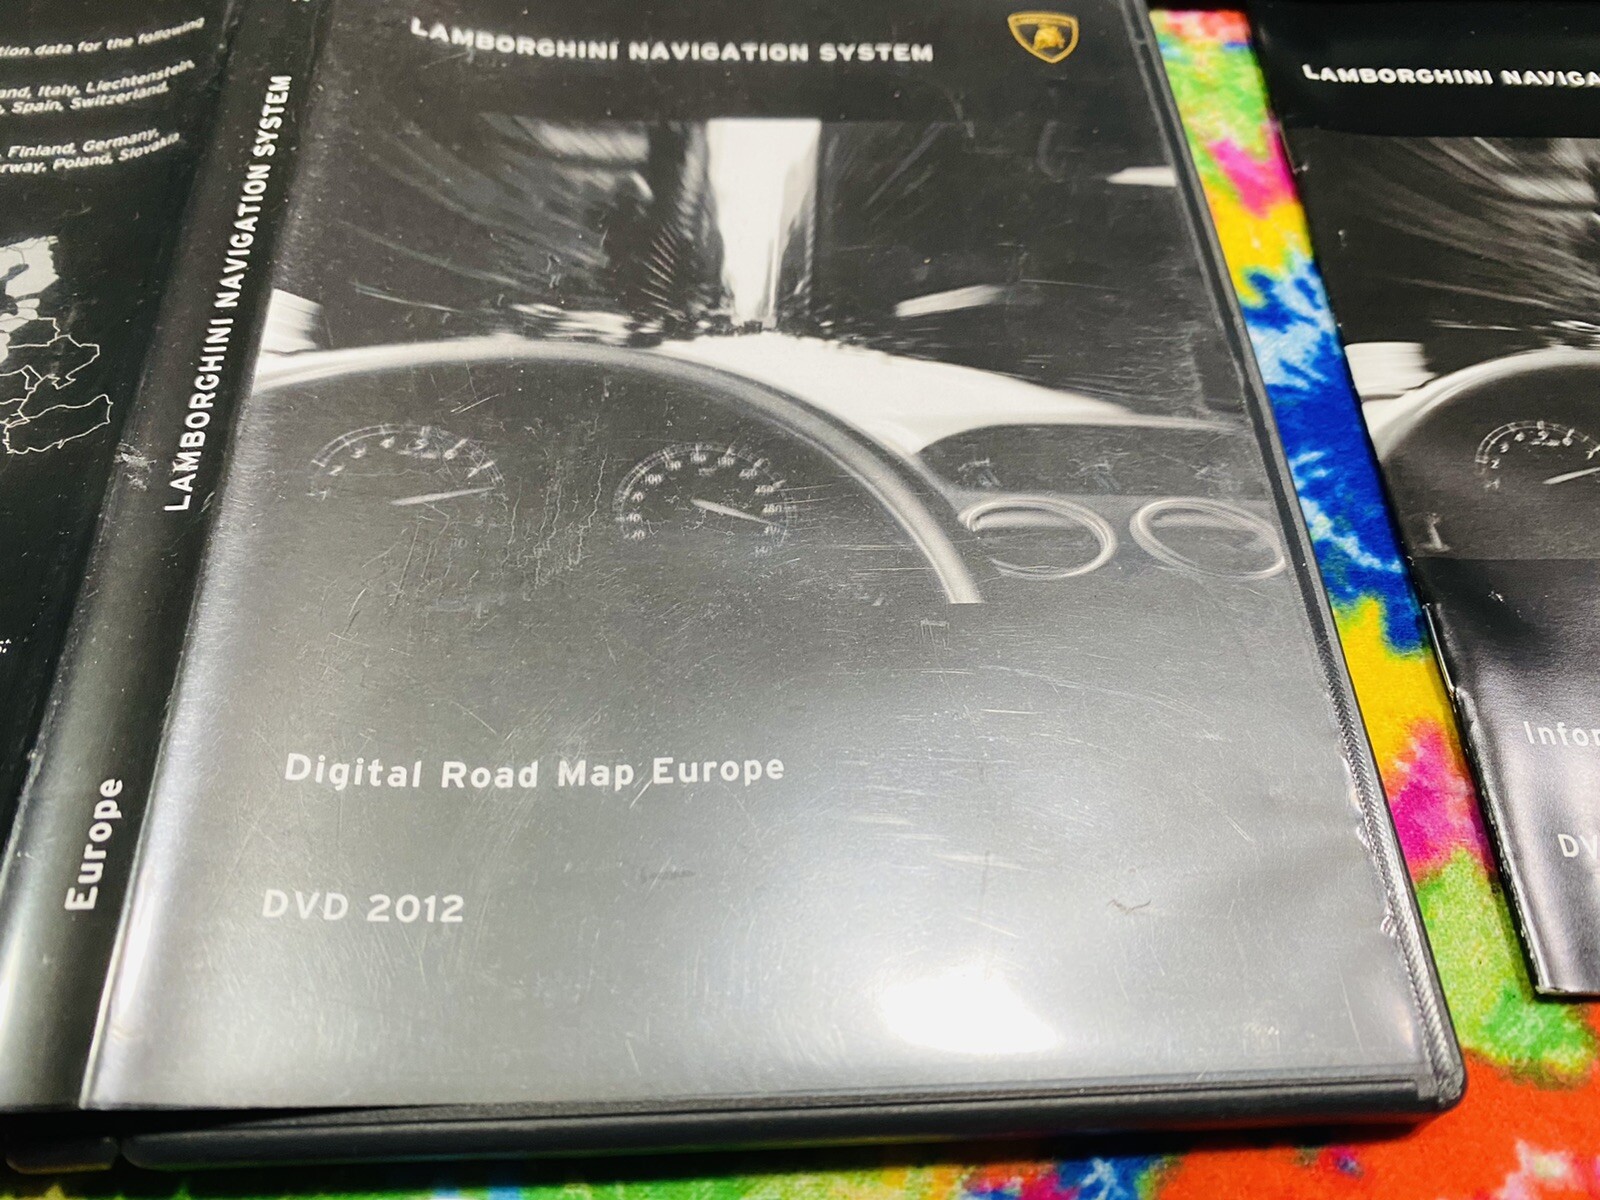 tion data for the following
and, Italy, Liechtenstein,
, Spain, Switzerland,
, Finland, Germany,
rway, Poland, Slovakia
LAMBORGHINI NAVIGATION SYSTEM
Europe
LAMBORGHINI NAVIGATION SYSTEM
Digital Road Map Europe
DVD 2012
LAMBORGHINI NAVIGA
Infor
DV